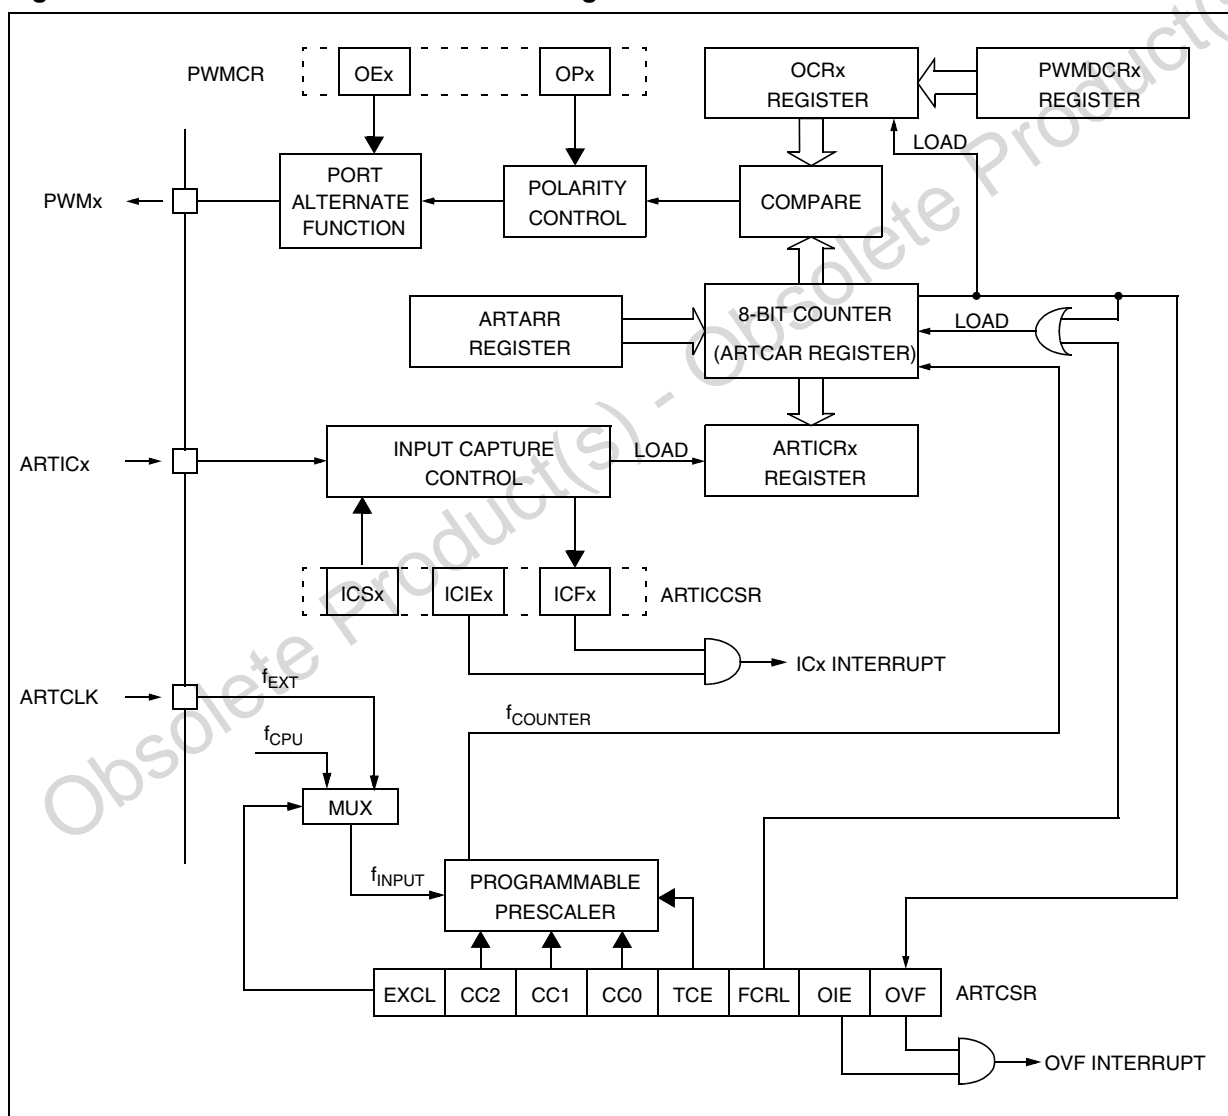 PWMCR
OEx
OPx
OCRx
REGISTER
PWMDCRx
REGISTER
LOAD
PWMx
PORT
ALTERNATE
FUNCTION
POLARITY
CONTROL
COMPARE
ARTARR
REGISTER
8-BIT COUNTER
(ARTCAR REGISTER)
LOAD
ARTICx
INPUT CAPTURE
CONTROL
LOAD
ARTICRx
REGISTER
ICSx
ICIEx
ICFx
ARTICCSR
ICx INTERRUPT
ARTCLK
fEXT
fCPU
fCOUNTER
MUX
fINPUT
PROGRAMMABLE
PRESCALER
EXCL
CC2
CC1
CC0
TCE
FCRL
OIE
OVF
ARTCSR
OVF INTERRUPT
Obsolete Product(s) - Obsolete Product(